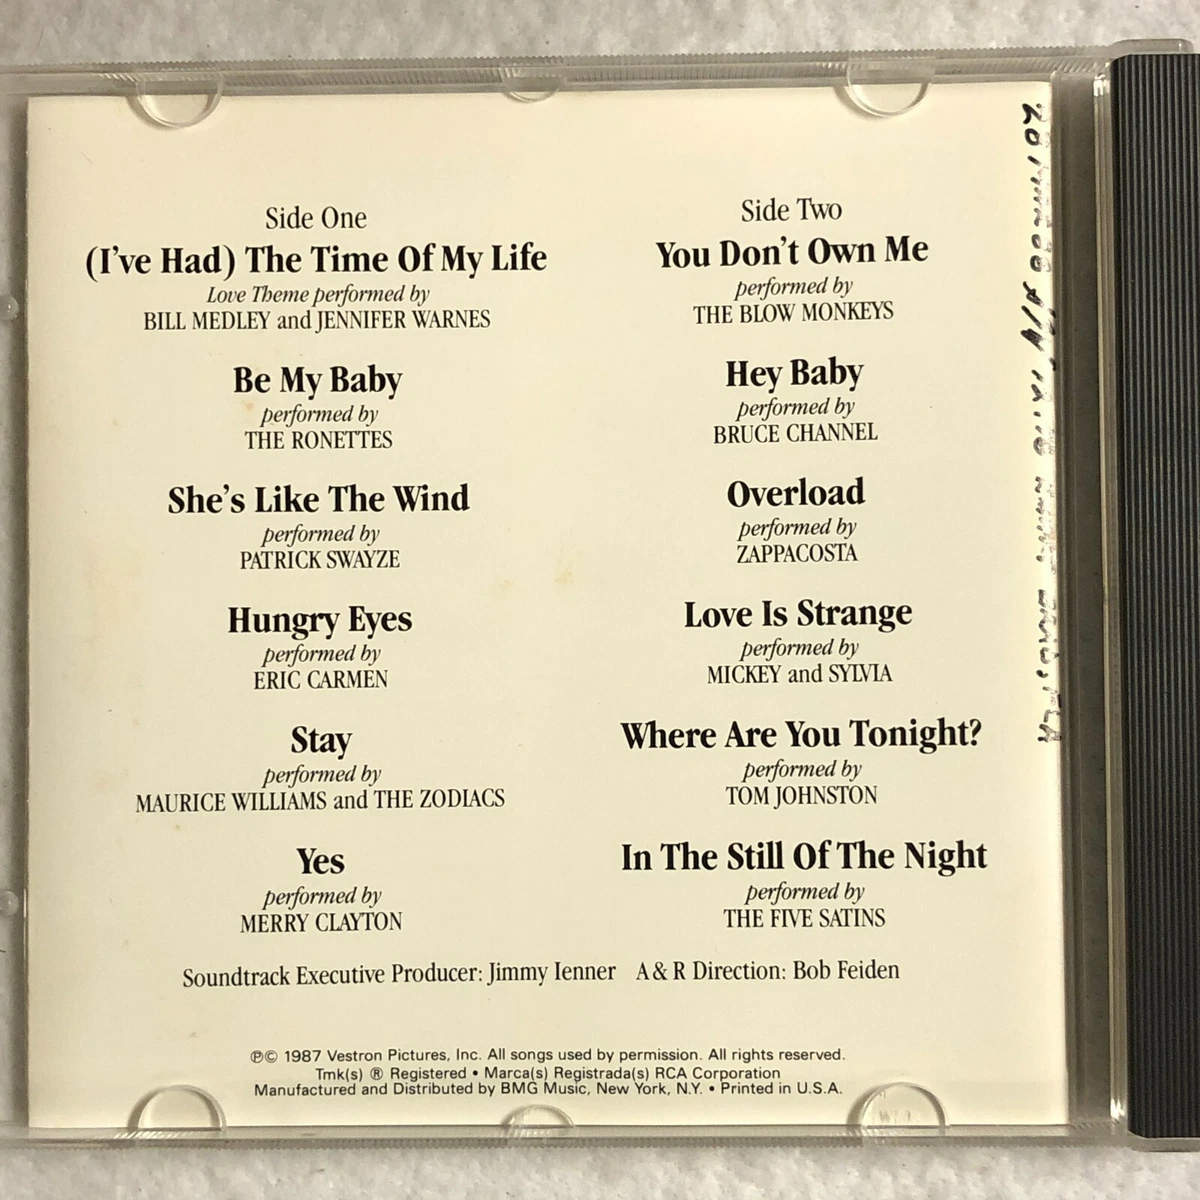 Side One
(I've Had) The Time Of My Life
Love Theme performed by
BILL MEDLEY and JENNIFER WARNES
Be My Baby
performed by
THE RONETTES
She's Like The Wind
performed by
PATRICK SWAYZE
Hungry Eyes
performed by
ERIC CARMEN
Stay
performed by
MAURICE WILLIAMS and THE ZODIACS
Yes
performed by
MERRY CLAYTON
Side Two
You Don't Own Me
performed by
THE BLOW MONKEYS
Hey Baby
performed by
BRUCE CHANNEL
Overload
performed by
ZAPPACOSTA
Love Is Strange
performed by
MICKEY and SYLVIA
Where Are You Tonight?
performed by
TOM JOHNSTON
In The Still Of The Night
performed by
THE FIVE SATINS
Soundtrack Executive Producer: Jimmy Ienner A & R Direction: Bob Feiden
℗© 1987 Vestron Pictures, Inc. All songs used by permission. All rights reserved.
Tmk(s) ® Registered • Marca(s) Registrada(s) RCA Corporation
Manufactured and Distributed by BMG Music, New York, N.Y. • Printed in U.S.A.